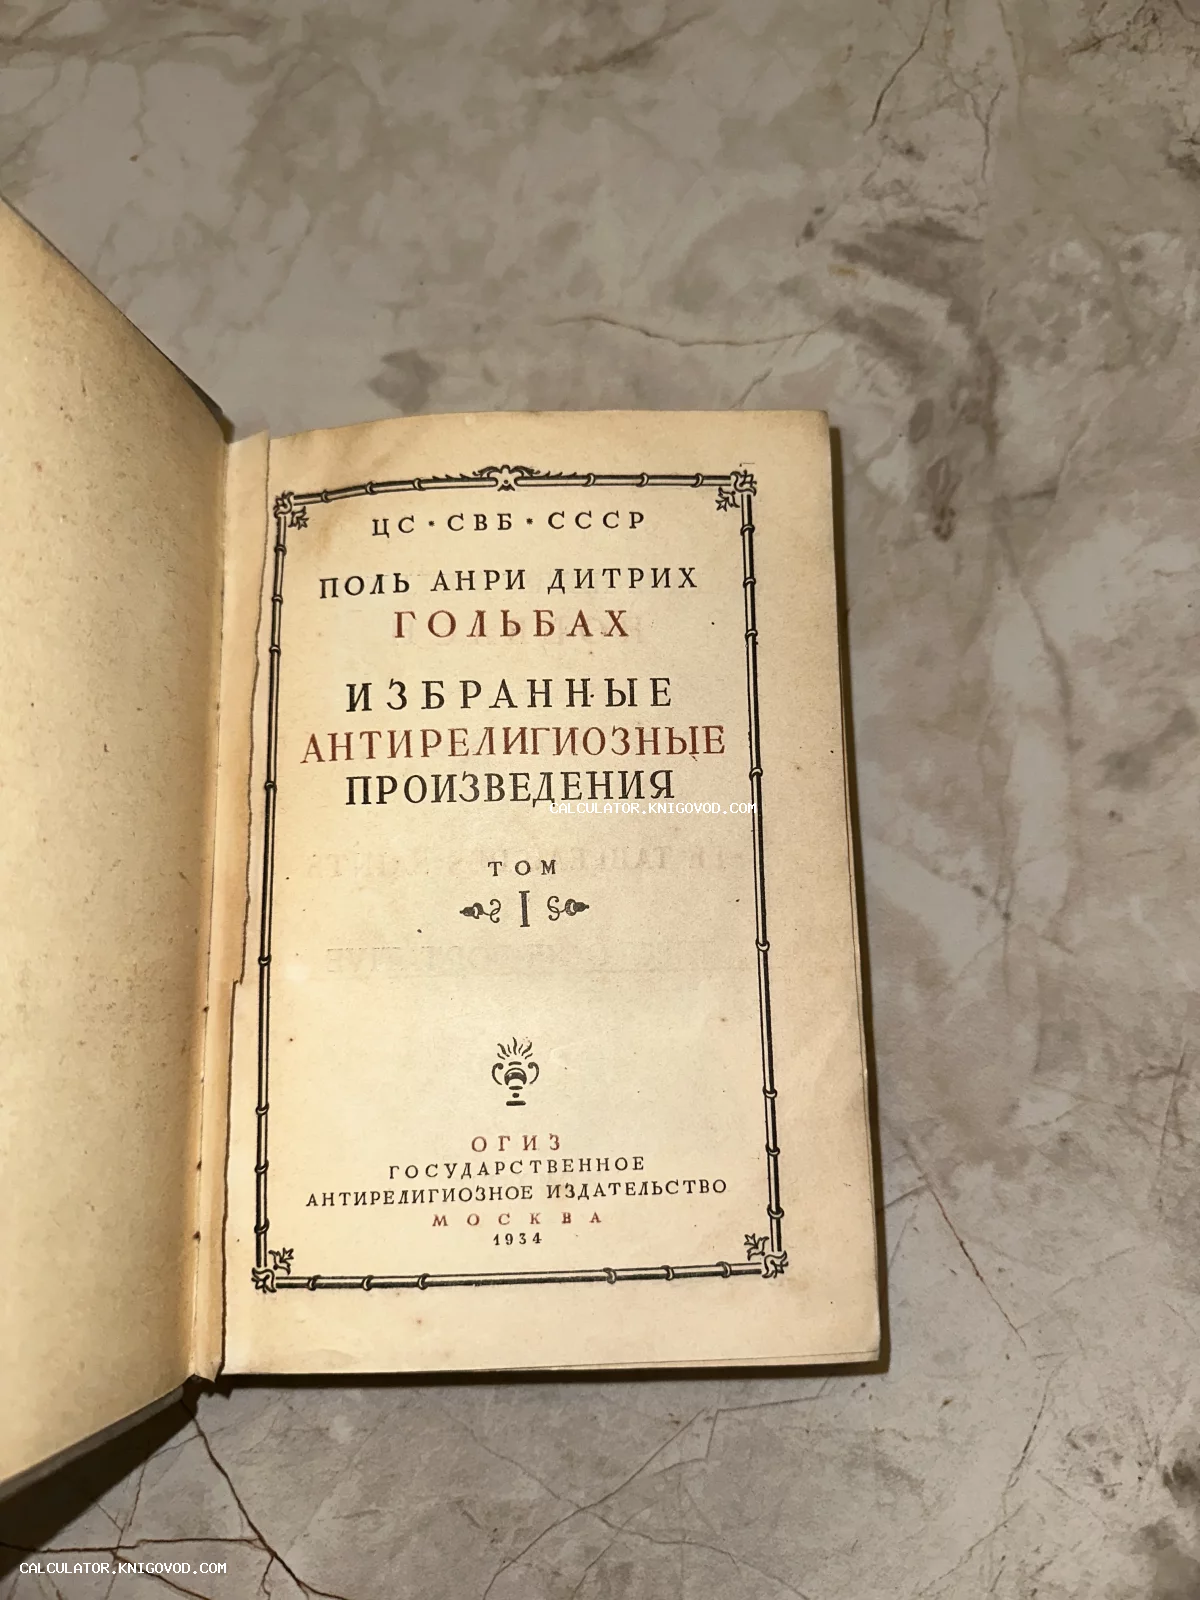 ЦС • СВБ • СССР
ПОЛЬ АНРИ ДИТРИХ
ГОЛЬБАХ
ИЗБРАННЫЕ
АНТИРЕЛИГИОЗНЫЕ
ПРОИЗВЕДЕНИЯ
CALCULATOR.KNIGOVOD.COM
ТОМ
I
ОГИЗ
ГОСУДАРСТВЕННОЕ
АНТИРЕЛИГИОЗНОЕ ИЗДАТЕЛЬСТВО
МОСКВА
1934
CALCULATOR.KNIGOVOD.COM